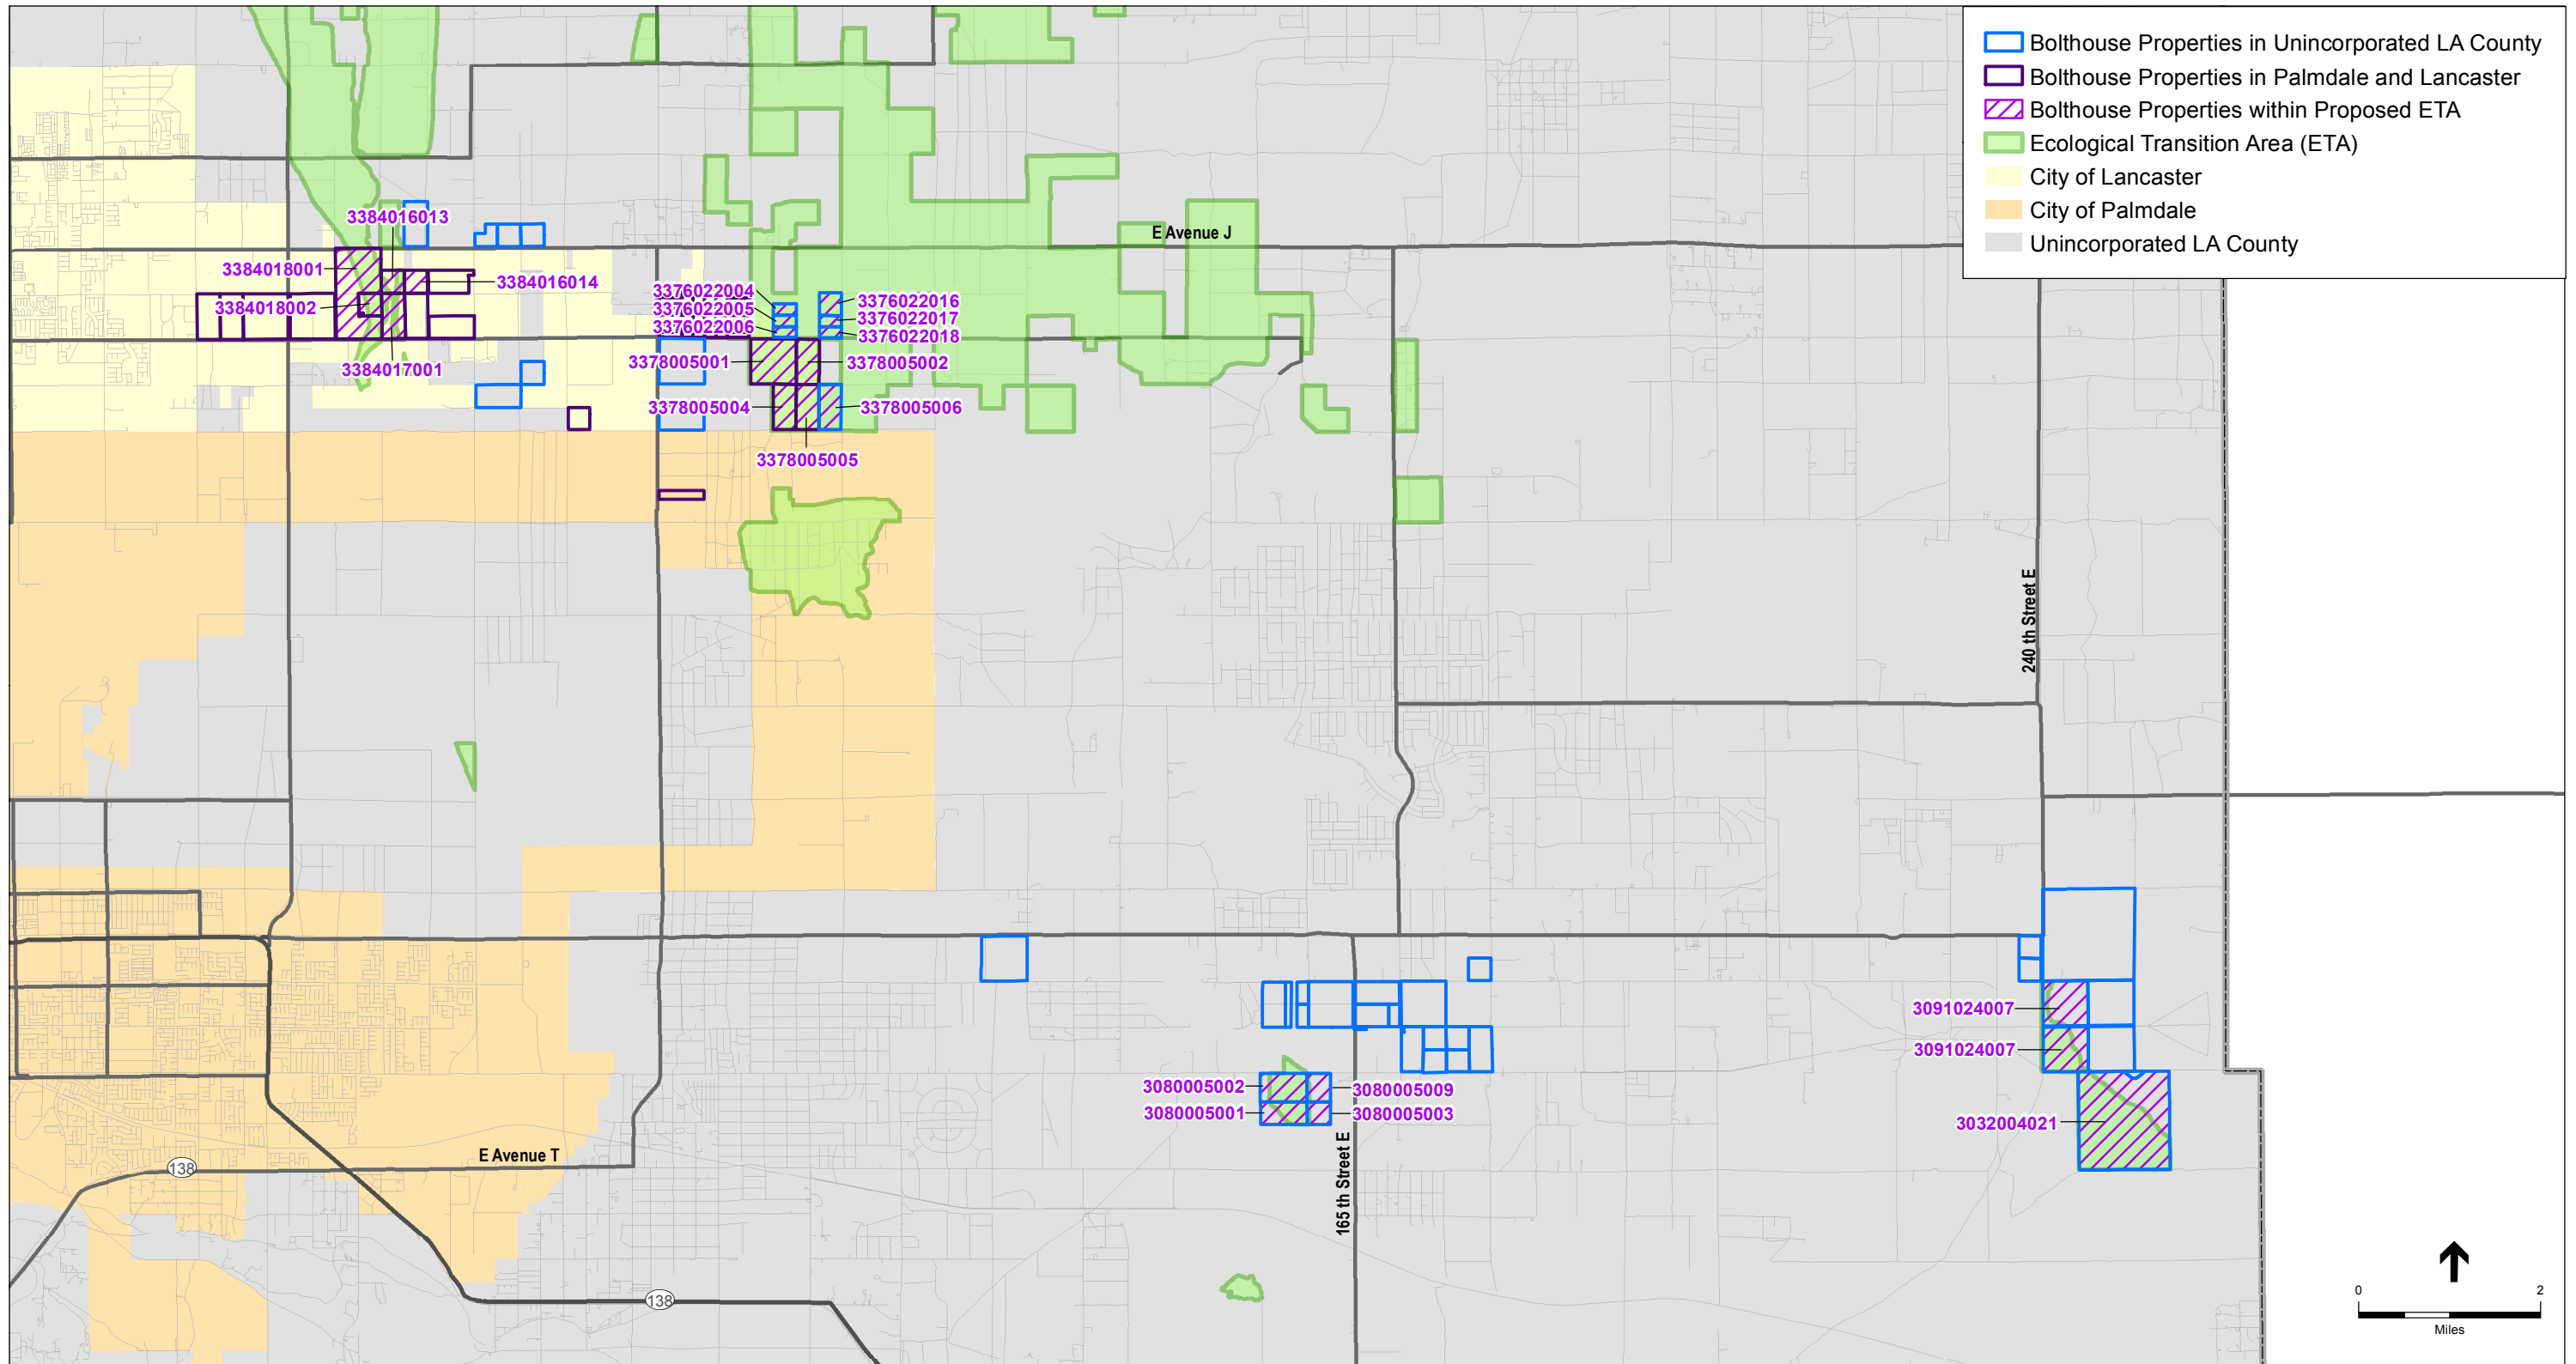 Bolthouse Properties in Unincorporated LA County
Bolthouse Properties in Palmdale and Lancaster
Bolthouse Properties within Proposed ETA
Ecological Transition Area (ETA)
City of Lancaster
City of Palmdale
Unincorporated LA County
3384016013
E Avenue J
3384018001
3384016014
3384018002
3376022004
3376022005
3376022006
3376022016
3376022017
3376022018
3384017001
3378005001
3378005002
3378005004
3378005006
3378005005
240 th Street E
3091024007
3091024007
3080005002
3080005009
3080005001
3080005003
3032004021
165 th Street E
E Avenue T
138
138
0
2
Miles